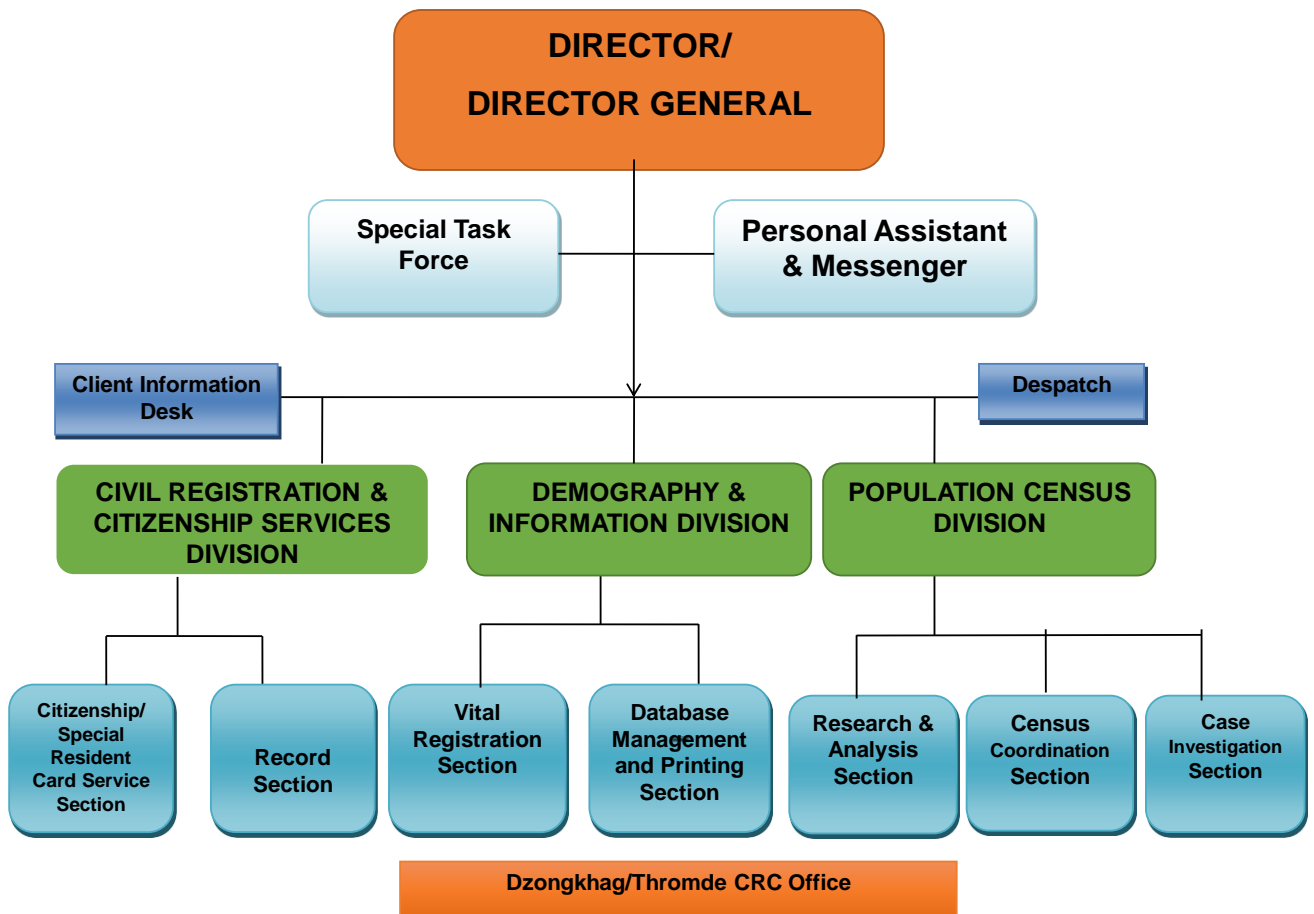 DIRECTOR/
DIRECTOR GENERAL
Special Task
Force
Personal Assistant
& Messenger
Client Information
Desk
Despatch
CIVIL REGISTRATION &
CITIZENSHIP SERVICES
DIVISION
DEMOGRAPHY &
INFORMATION DIVISION
POPULATION CENSUS
DIVISION
Citizenship/
Special
Resident
Card Service
Section
Record
Section
Vital
Registration
Section
Database
Management
and Printing
Section
Research &
Analysis
Section
Census
Coordination
Section
Case
Investigation
Section
Dzongkhag/Thromde CRC Office